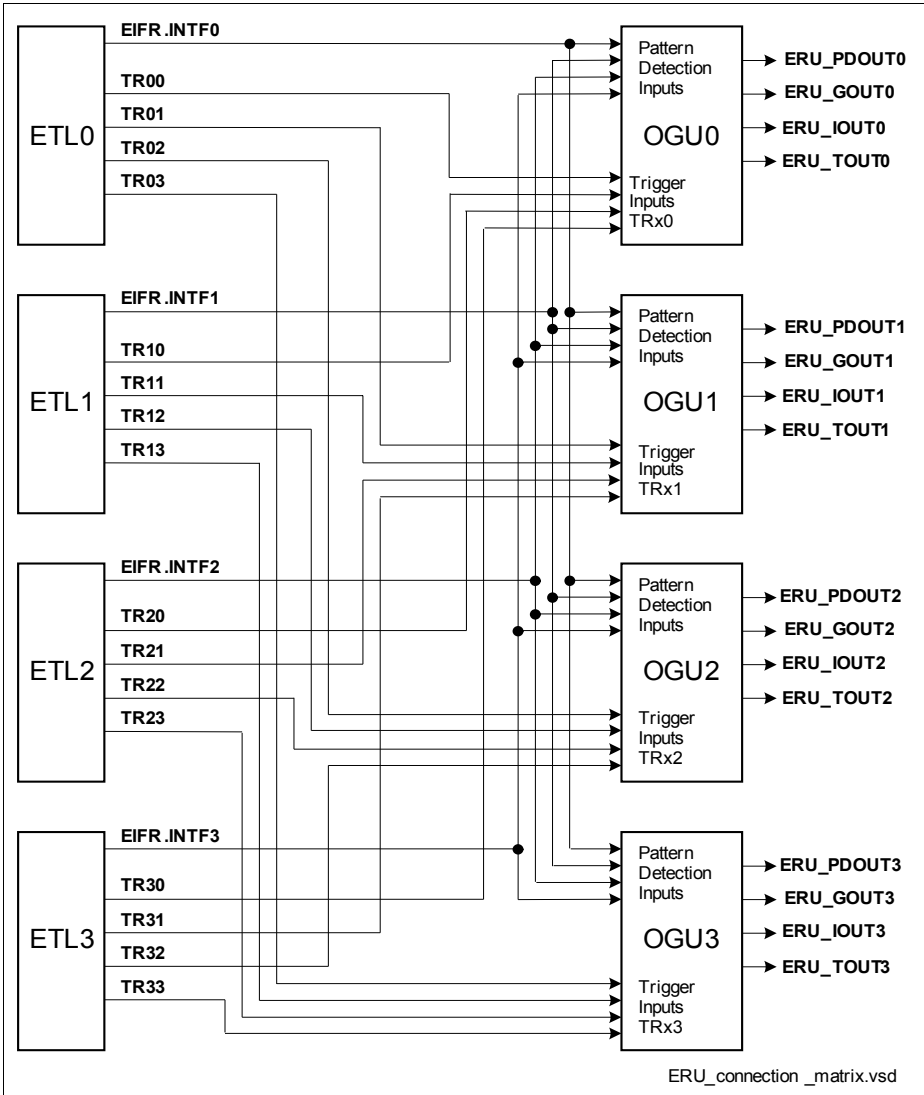 EIFR.INTF0
TR00
TR01
TR02
TR03
ETL0
Pattern
Detection
Inputs
OGU0
Trigger
Inputs
TRx0
ERU_PDOUT0
ERU_GOUT0
ERU_IOUT0
ERU_TOUT0
EIFR.INTF1
TR10
TR11
TR12
TR13
ETL1
Pattern
Detection
Inputs
OGU1
Trigger
Inputs
TRx1
ERU_PDOUT1
ERU_GOUT1
ERU_IOUT1
ERU_TOUT1
EIFR.INTF2
TR20
TR21
TR22
TR23
ETL2
Pattern
Detection
Inputs
OGU2
Trigger
Inputs
TRx2
ERU_PDOUT2
ERU_GOUT2
ERU_IOUT2
ERU_TOUT2
EIFR.INTF3
TR30
TR31
TR32
TR33
ETL3
Pattern
Detection
Inputs
OGU3
Trigger
Inputs
TRx3
ERU_PDOUT3
ERU_GOUT3
ERU_IOUT3
ERU_TOUT3
ERU_connection _matrix.vsd